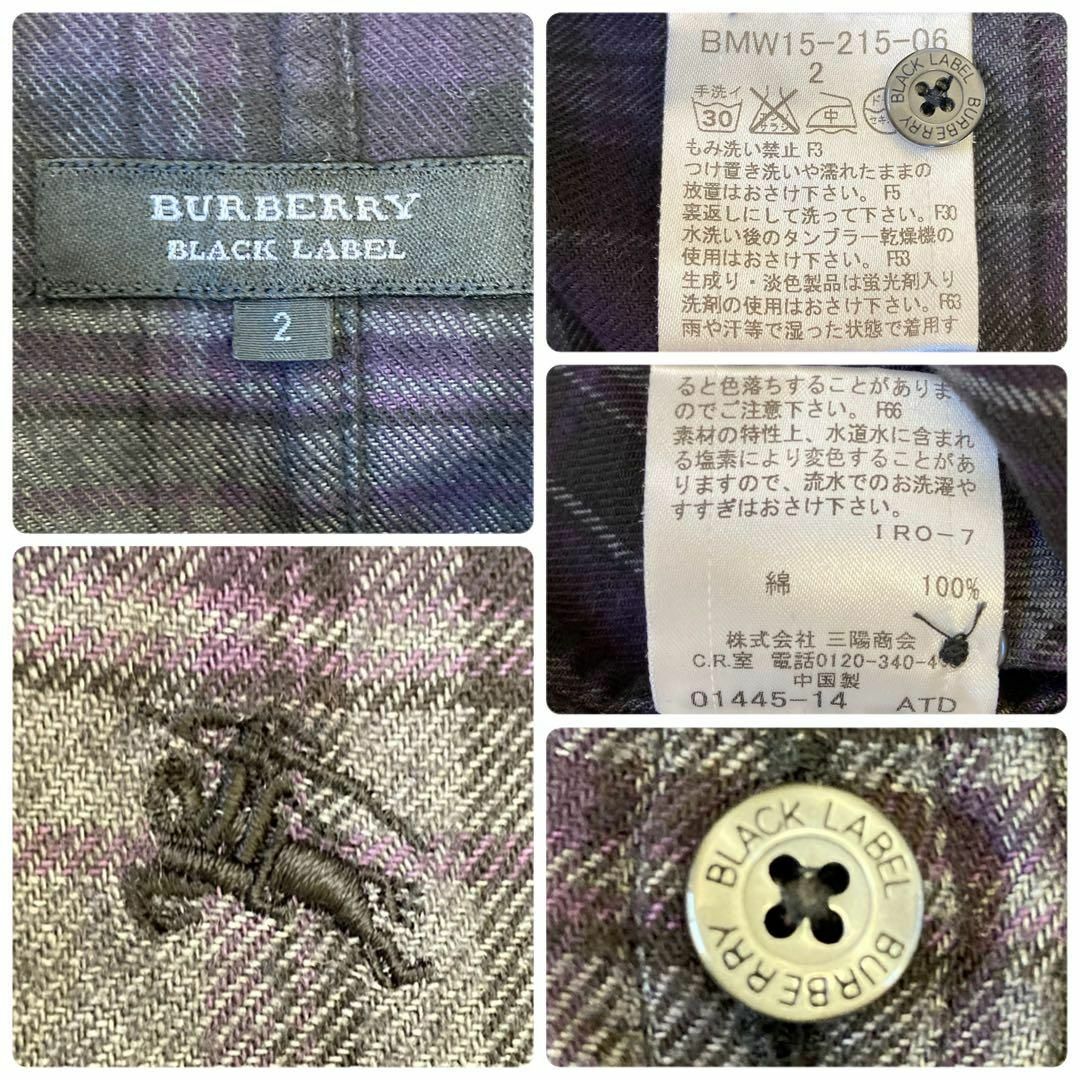 BURBERRY
BLACK LABEL
2
BMW15-215-06
2
手洗イ
30
中
もみ洗い禁止 F3
つけ置き洗いや濡れたままの
放置はおさけ下さい。 F5
裏返しにして洗って下さい。F30
水洗い後のタンブラー乾燥機の
使用はおさけ下さい。 F53
生成り・淡色製品は蛍光剤入り
洗剤の使用はおさけ下さい。F63
雨や汗等で湿った状態で着用す
BLACK LABEL BURBERRY
ると色落ちすることがありま
のでご注意下さい。 F66
素材の特性上、水道水に含まれ
る塩素により変色することがあ
りますので、流水でのお洗濯や
すすぎはおさけ下さい。
IRO-7
綿 100%
株式会社 三陽商会
C.R.室 電話0120-340-4
中国製
01445-14 ATD
BLACK LABEL BURBERRY